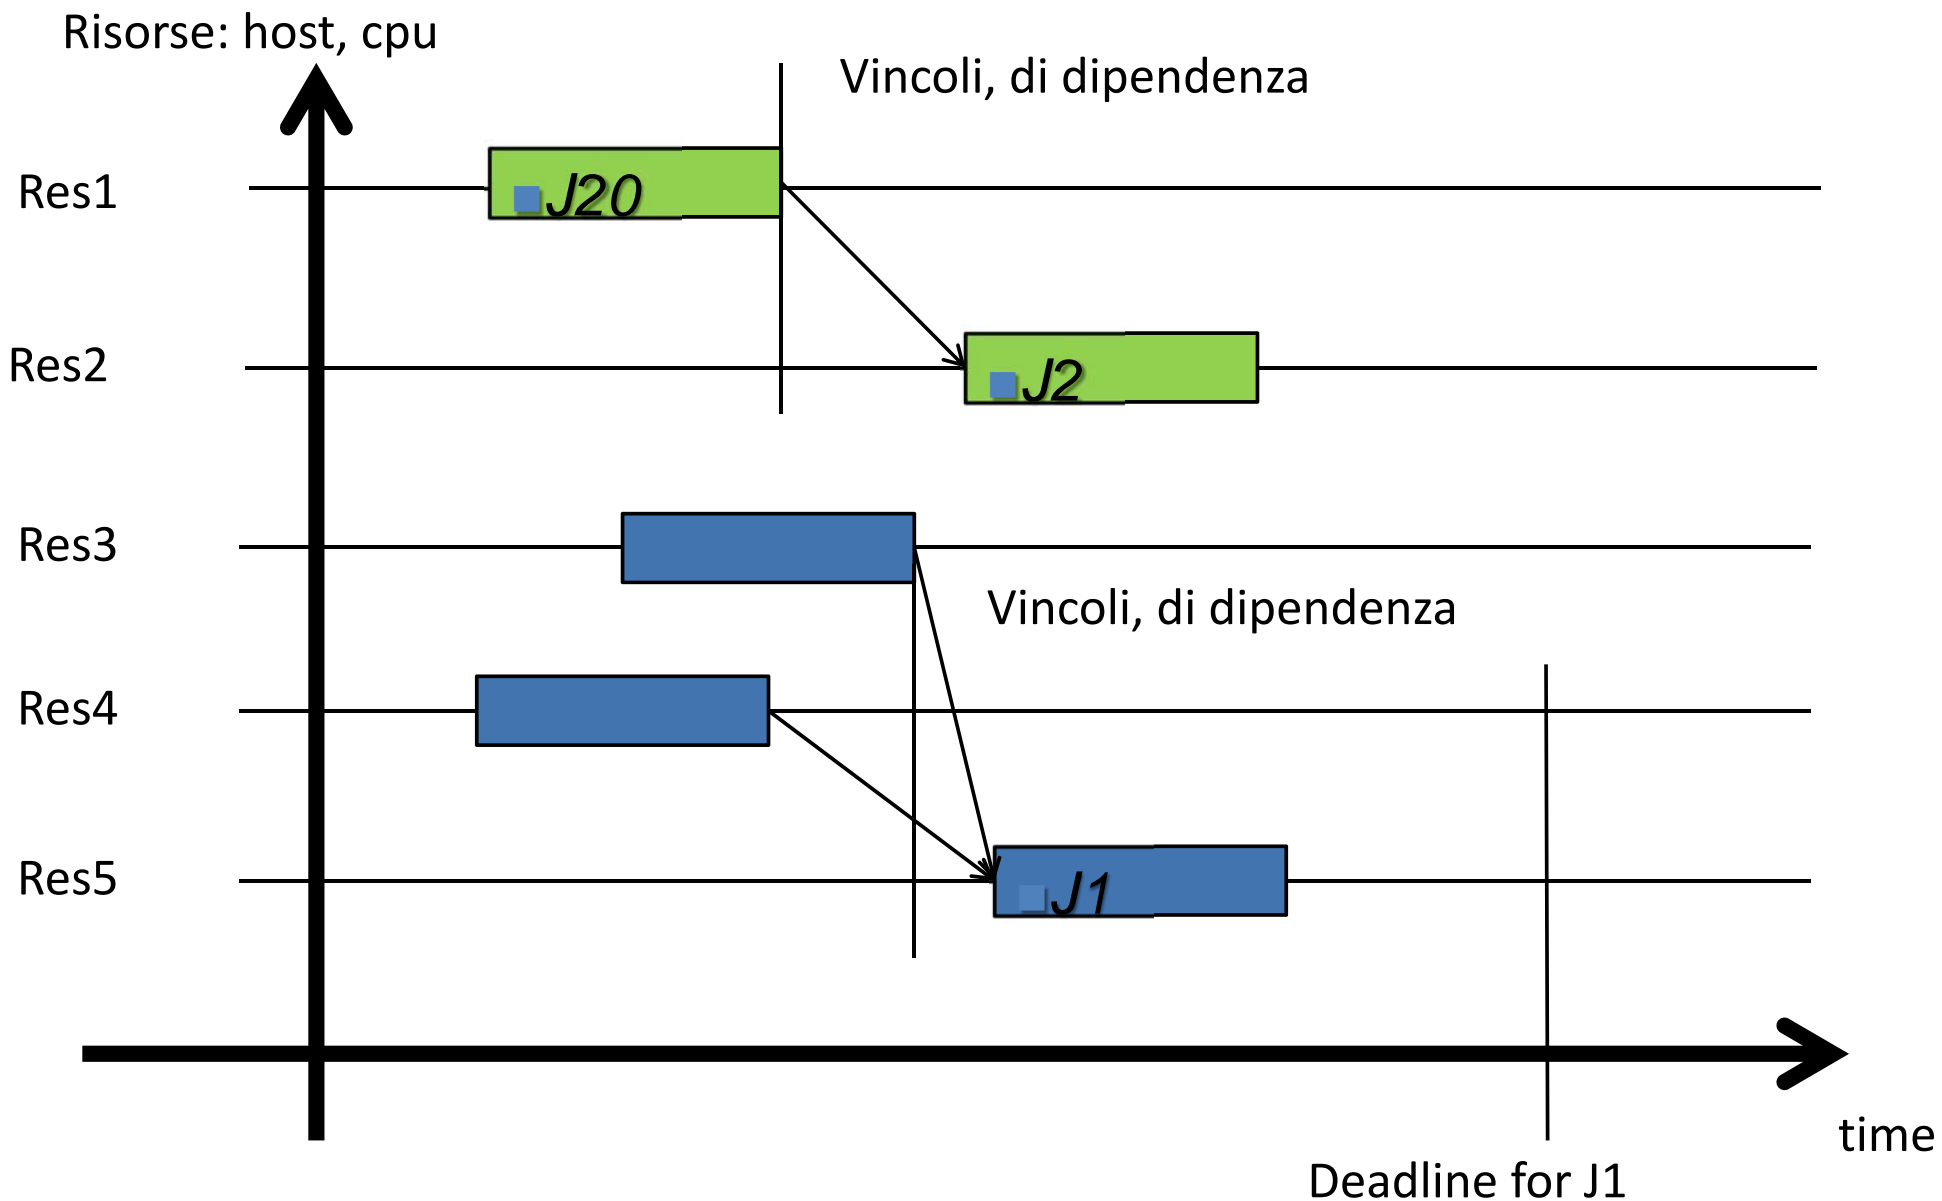 Risorse: host, cpu
Vincoli, di dipendenza
Res1
J20
Res2
J2
Res3
Vincoli, di dipendenza
Res4
Res5
J1
time
Deadline for J1